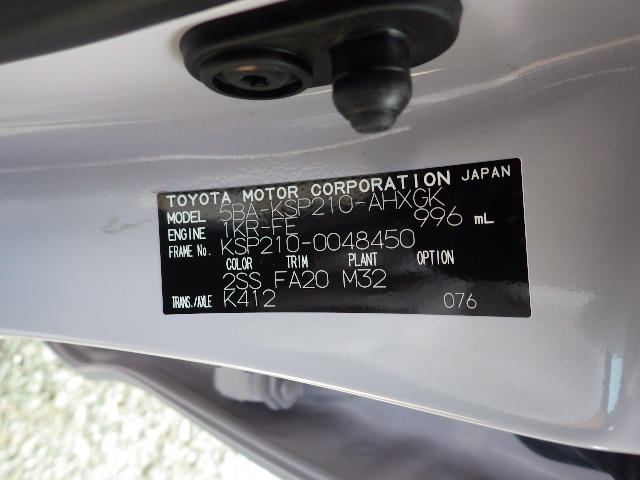 TOYOTA MOTOR CORPORATION JAPAN
MODEL 5BA-KSP210-AHXGK
ENGINE 1KR-FE 996 mL
FRAME No. KSP210-0048450
COLOR TRIM PLANT OPTION
2SS FA20 M32
TRANS./AXLE K412 076